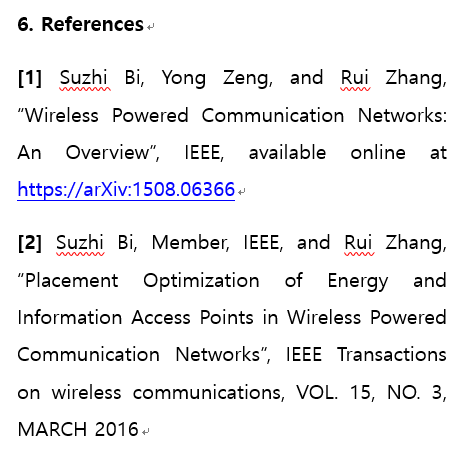 6. References
[1] Suzhi Bi, Yong Zeng, and Rui Zhang,
“Wireless Powered Communication Networks:
An Overview”, IEEE, available online at
https://arXiv:1508.06366
[2] Suzhi Bi, Member, IEEE, and Rui Zhang,
“Placement Optimization of Energy and
Information Access Points in Wireless Powered
Communication Networks”, IEEE Transactions
on wireless communications, VOL. 15, NO. 3,
MARCH 2016